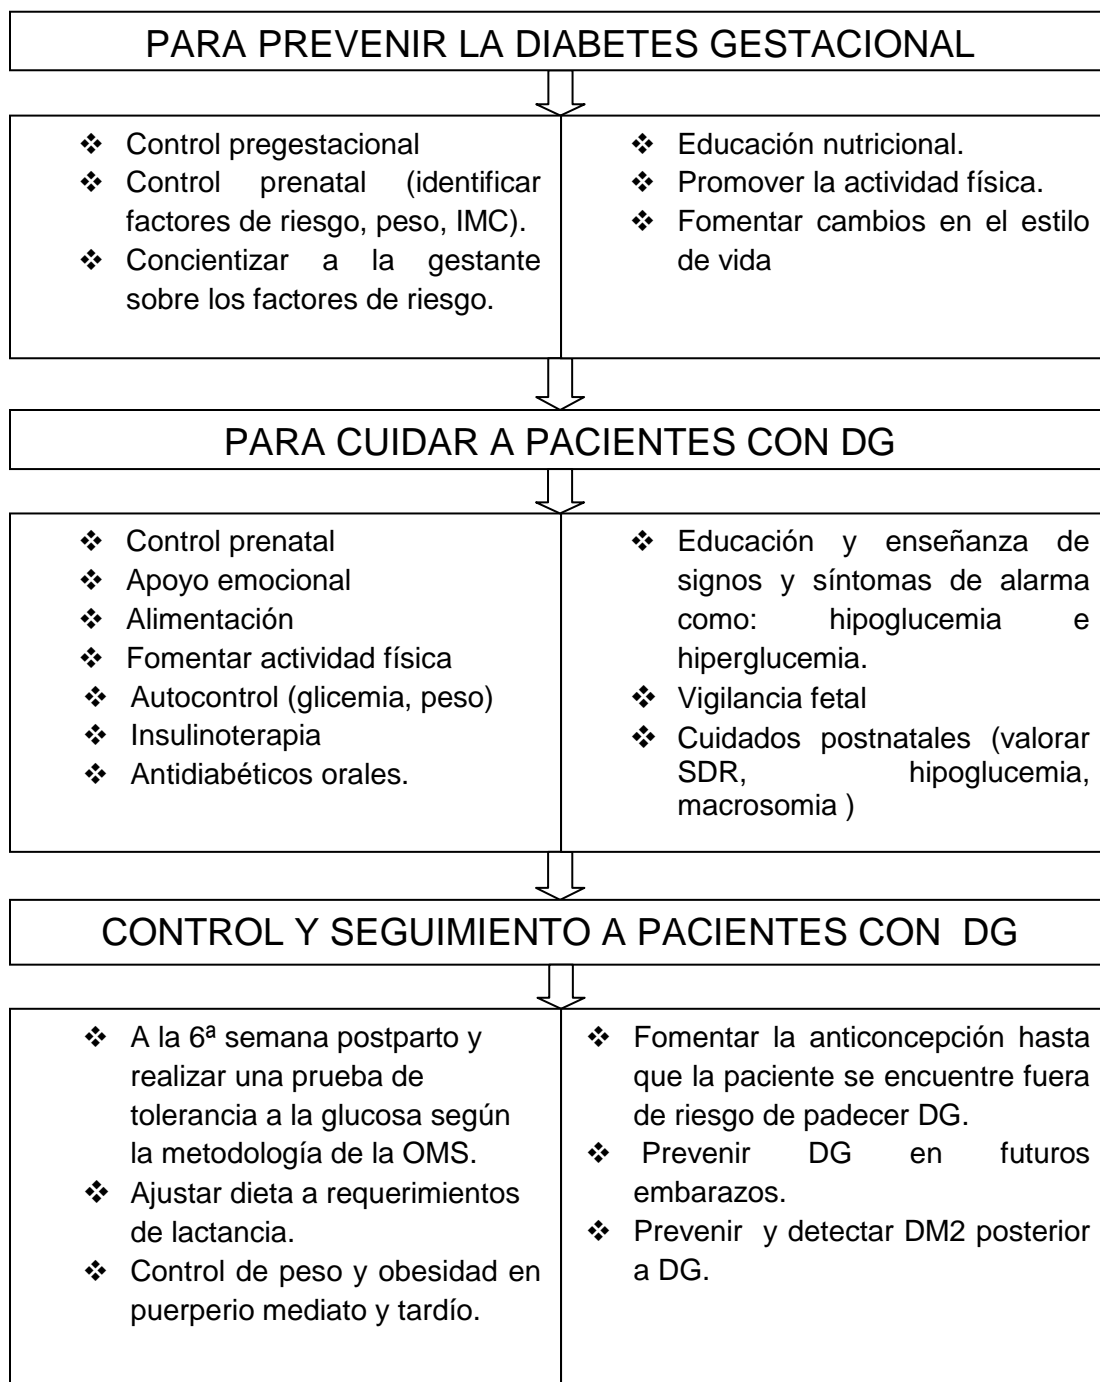 PARA PREVENIR LA DIABETES GESTACIONAL
❖ Control pregestacional
❖ Control prenatal (identificar
factores de riesgo, peso, IMC).
❖ Concientizar a la gestante
sobre los factores de riesgo.
❖ Educación nutricional.
❖ Promover la actividad física.
❖ Fomentar cambios en el estilo
de vida
PARA CUIDAR A PACIENTES CON DG
❖ Control prenatal
❖ Apoyo emocional
❖ Alimentación
❖ Fomentar actividad física
❖ Autocontrol (glicemia, peso)
❖ Insulinoterapia
❖ Antidiabéticos orales.
❖ Educación y enseñanza de
signos y síntomas de alarma
como: hipoglucemia e
hiperglucemia.
❖ Vigilancia fetal
❖ Cuidados postnatales (valorar
SDR, hipoglucemia,
macrosomia )
CONTROL Y SEGUIMIENTO A PACIENTES CON DG
❖ A la 6ª semana postparto y
realizar una prueba de
tolerancia a la glucosa según
la metodología de la OMS.
❖ Ajustar dieta a requerimientos
de lactancia.
❖ Control de peso y obesidad en
puerperio mediato y tardío.
❖ Fomentar la anticoncepción hasta
que la paciente se encuentre fuera
de riesgo de padecer DG.
❖ Prevenir DG en futuros
embarazos.
❖ Prevenir y detectar DM2 posterior
a DG.